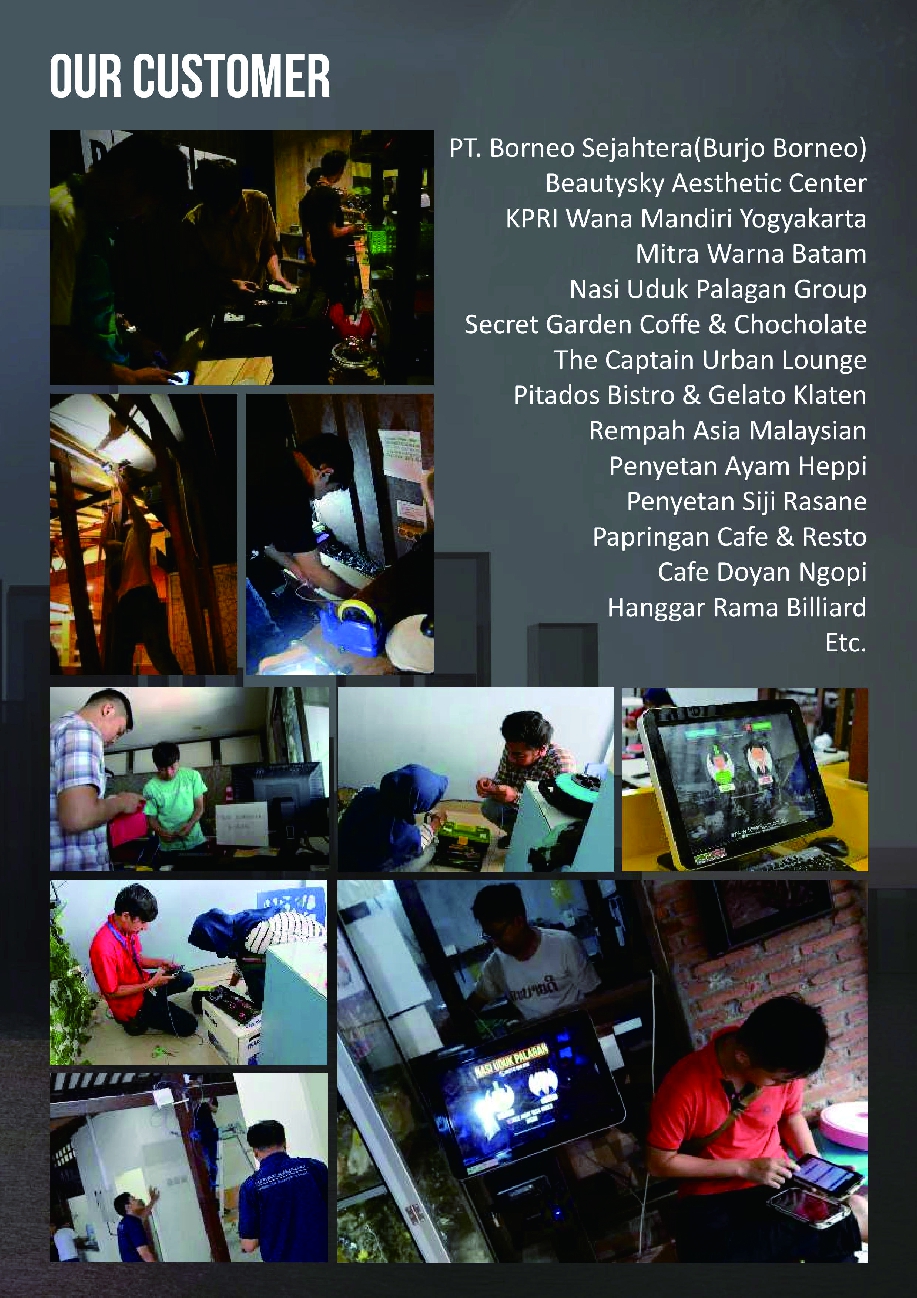 OUR CUSTOMER
PT. Borneo Sejahtera(Burjo Borneo)
Beautysky Aesthetic Center
KPRI Wana Mandiri Yogyakarta
Mitra Warna Batam
Nasi Uduk Palagan Group
Secret Garden Coffe & Chocholate
The Captain Urban Lounge
Pitados Bistro & Gelato Klaten
Rempah Asia Malaysian
Penyetan Ayam Heppi
Penyetan Siji Rasane
Papringan Cafe & Resto
Cafe Doyan Ngopi
Hanggar Rama Billiard
Etc.
NASI UDUK PALAGAN